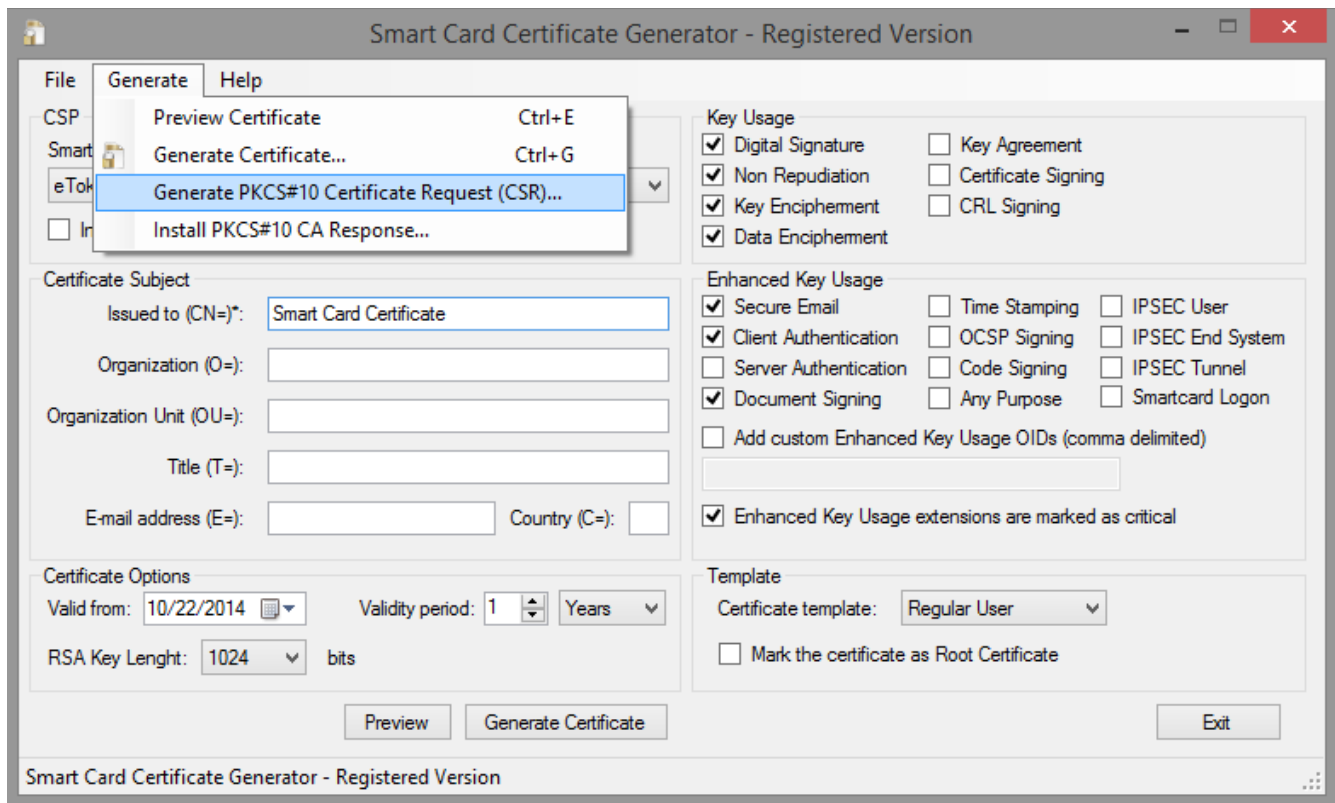 Smart Card Certificate Generator - Registered Version
File Generate Help
Preview Certificate Ctrl+E
Generate Certificate... Ctrl+G
Generate PKCS#10 Certificate Request (CSR)...
Install PKCS#10 CA Response...
CSP
Smart
eTok
Certificate Subject
Issued to (CN=)*: Smart Card Certificate
Organization (O=):
Organization Unit (OU=):
Title (T=):
E-mail address (E=): Country (C=):
Certificate Options
Valid from: 10/22/2014 Validity period: 1 Years
RSA Key Lenght: 1024 bits
Key Usage
Digital Signature Key Agreement
Non Repudiation Certificate Signing
Key Encipherment CRL Signing
Data Encipherment
Enhanced Key Usage
Secure Email Time Stamping IPSEC User
Client Authentication OCSP Signing IPSEC End System
Server Authentication Code Signing IPSEC Tunnel
Document Signing Any Purpose Smartcard Logon
Add custom Enhanced Key Usage OIDs (comma delimited)
Enhanced Key Usage extensions are marked as critical
Template
Certificate template: Regular User
Mark the certificate as Root Certificate
Preview Generate Certificate Exit
Smart Card Certificate Generator - Registered Version